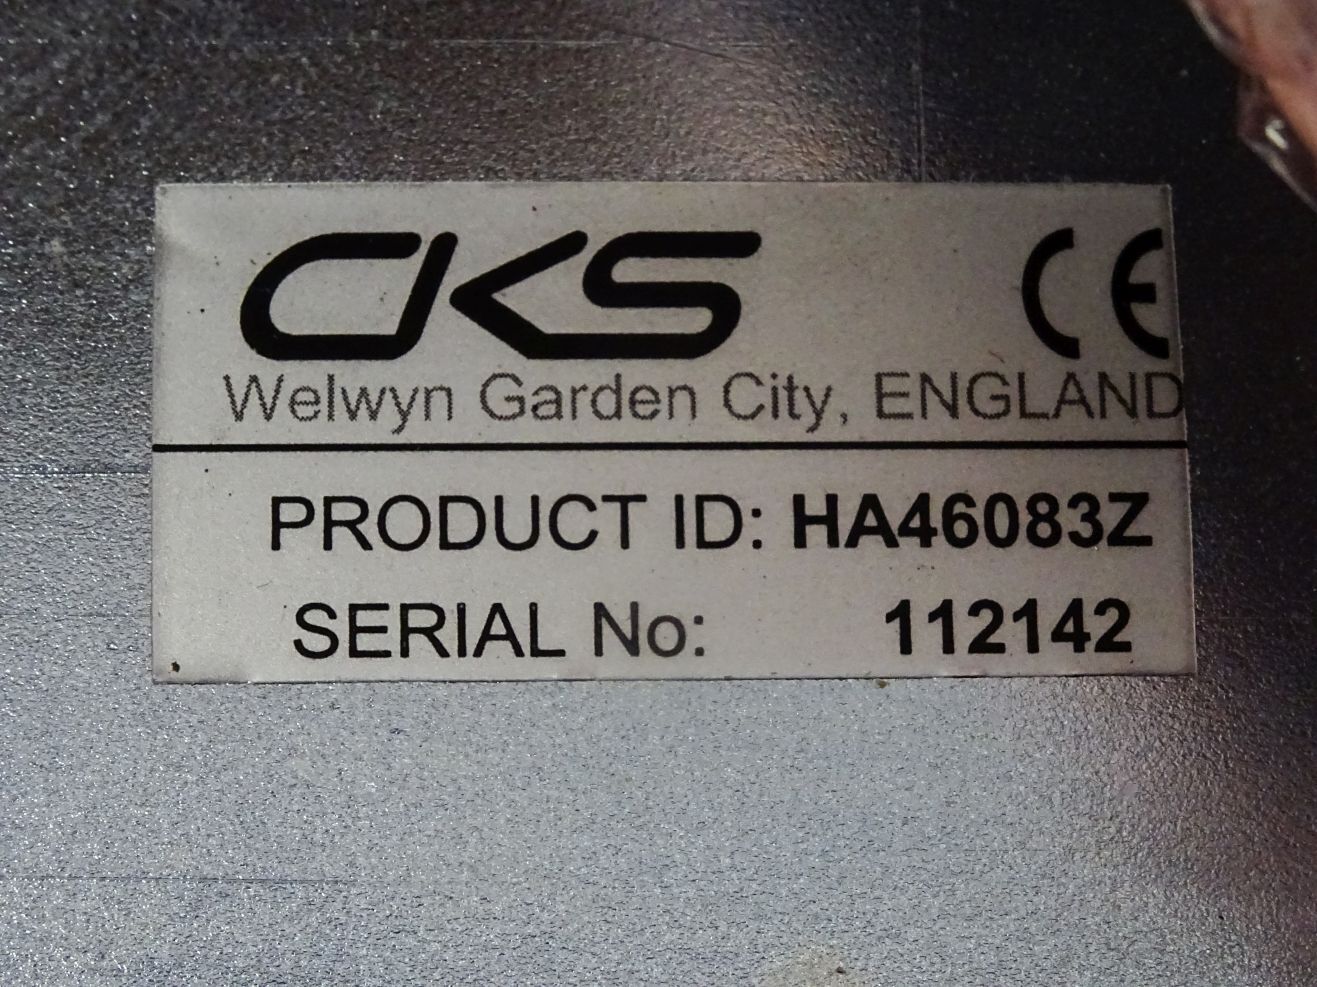 CKS CE
Welwyn Garden City, ENGLAND
PRODUCT ID: HA46083Z
SERIAL No: 112142